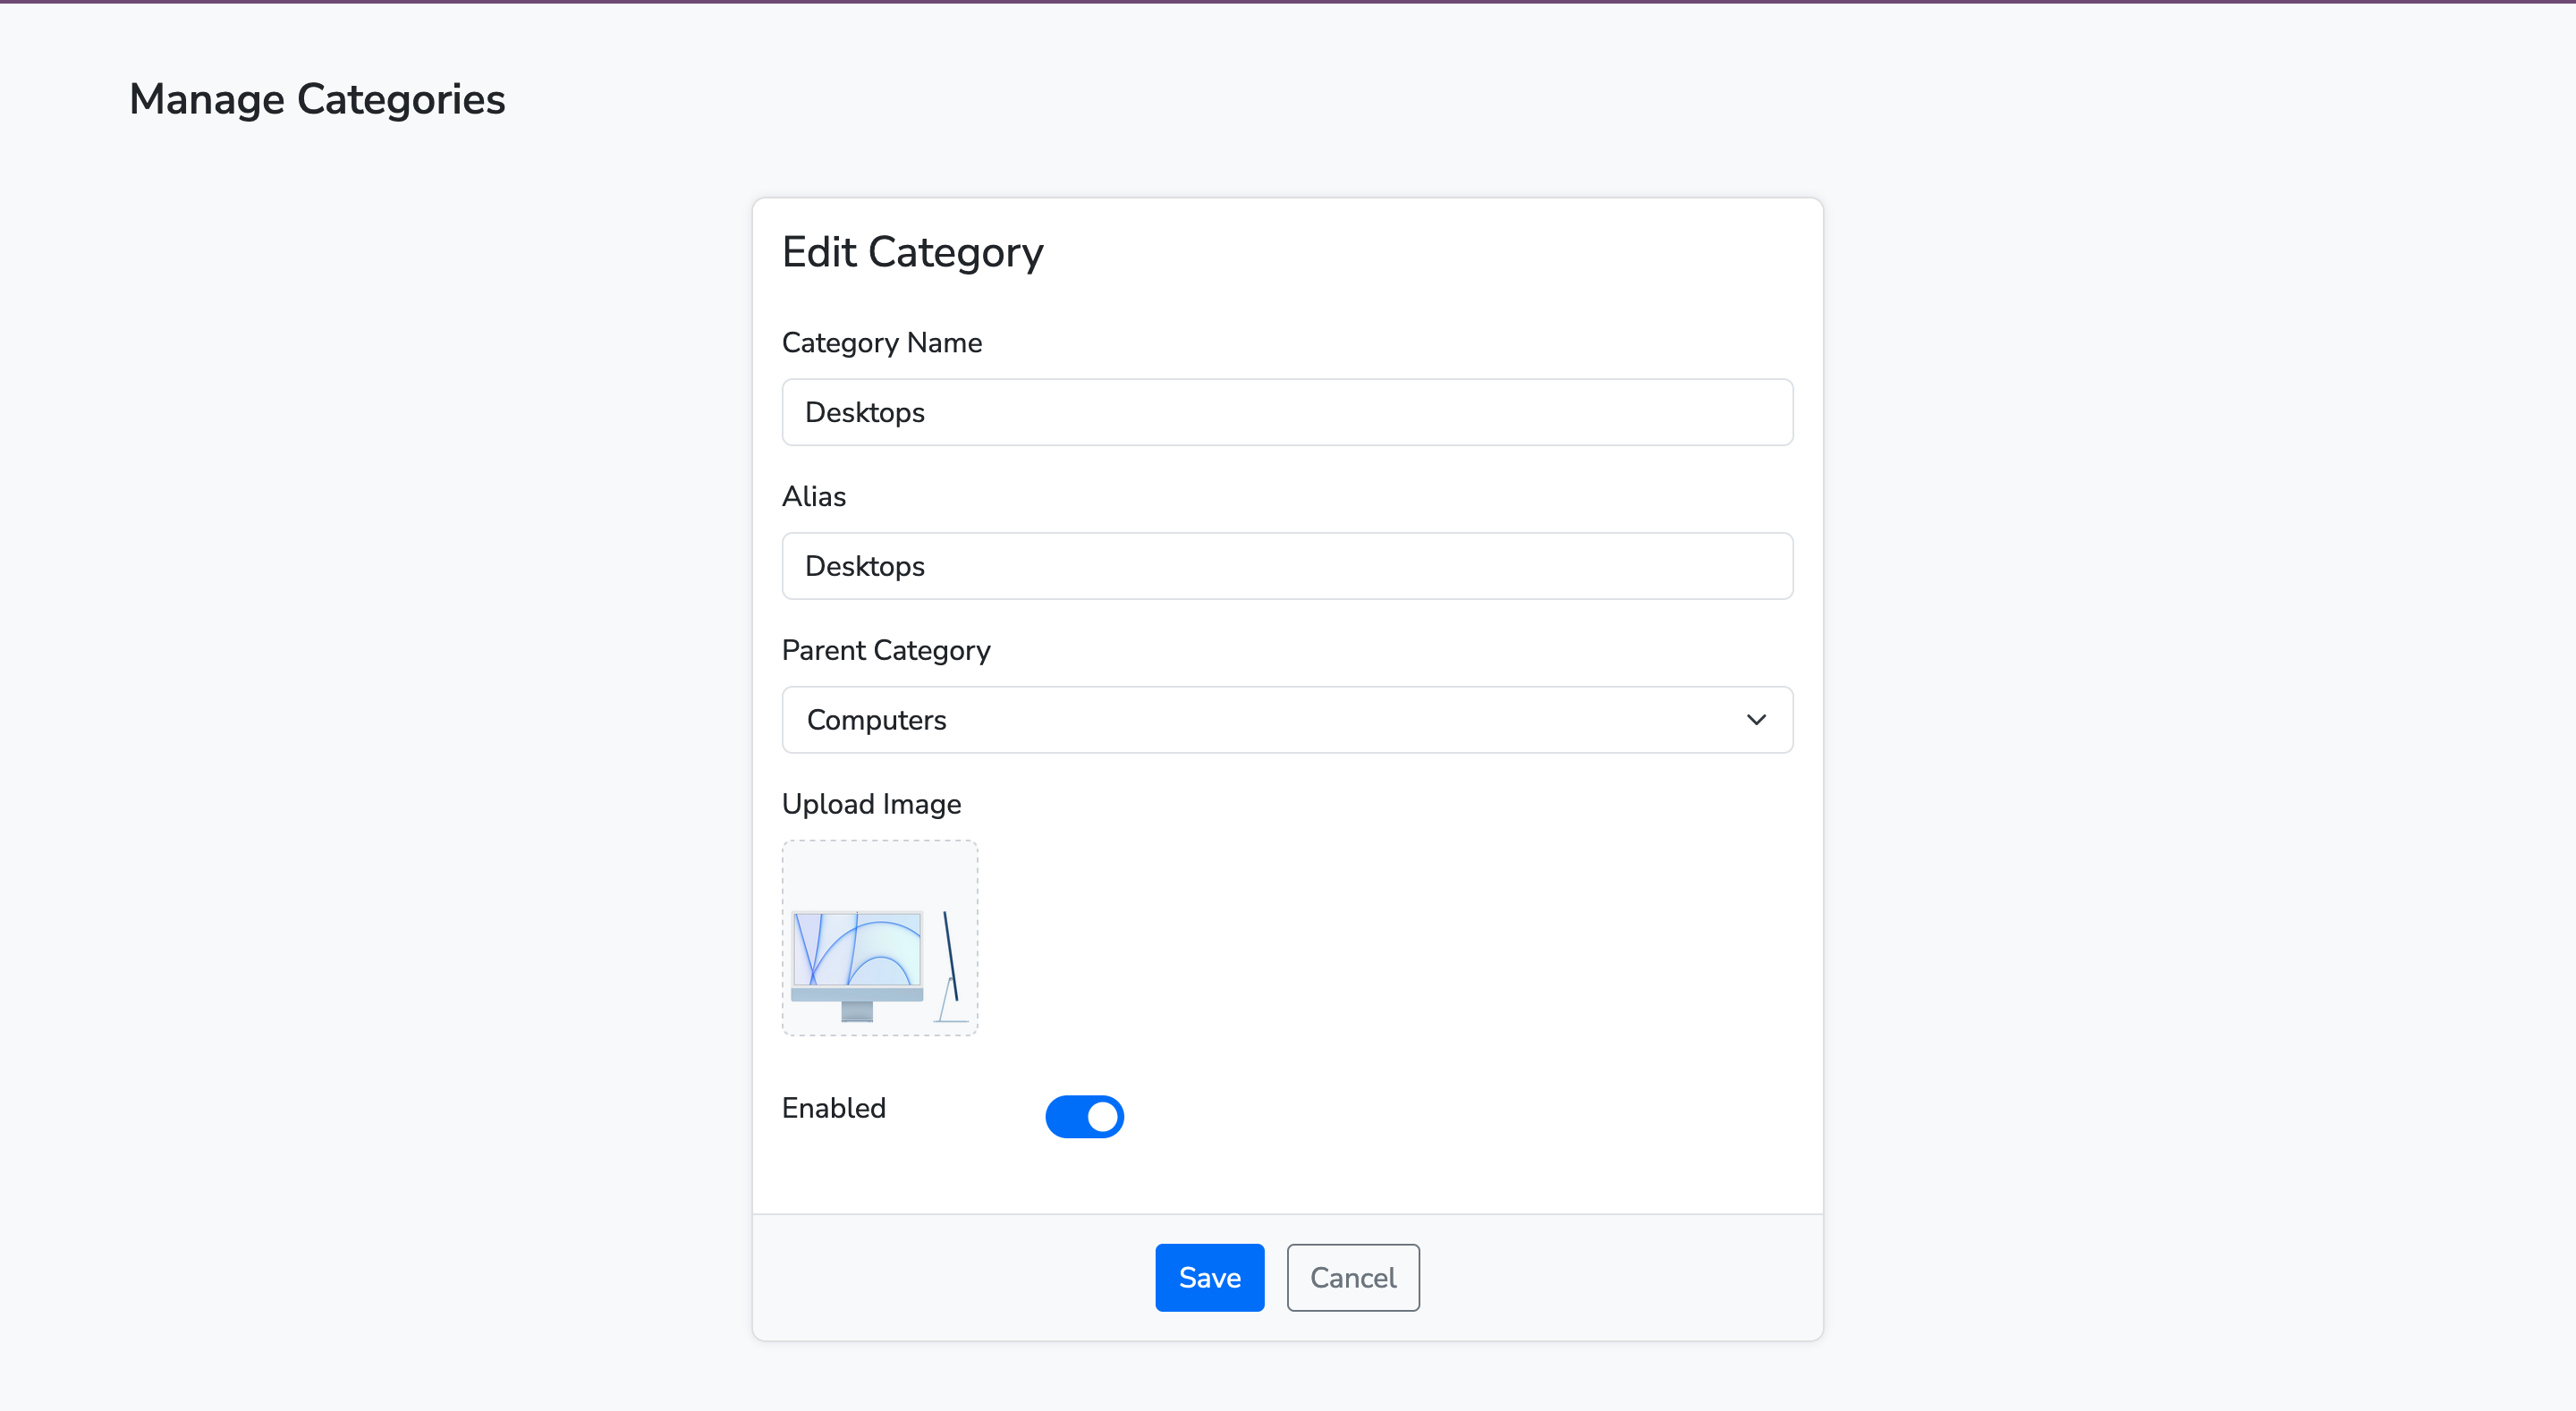 Manage Categories
Edit Category
Category Name
Desktops
Alias
Desktops
Parent Category
Computers
Upload Image
Enabled
Save
Cancel